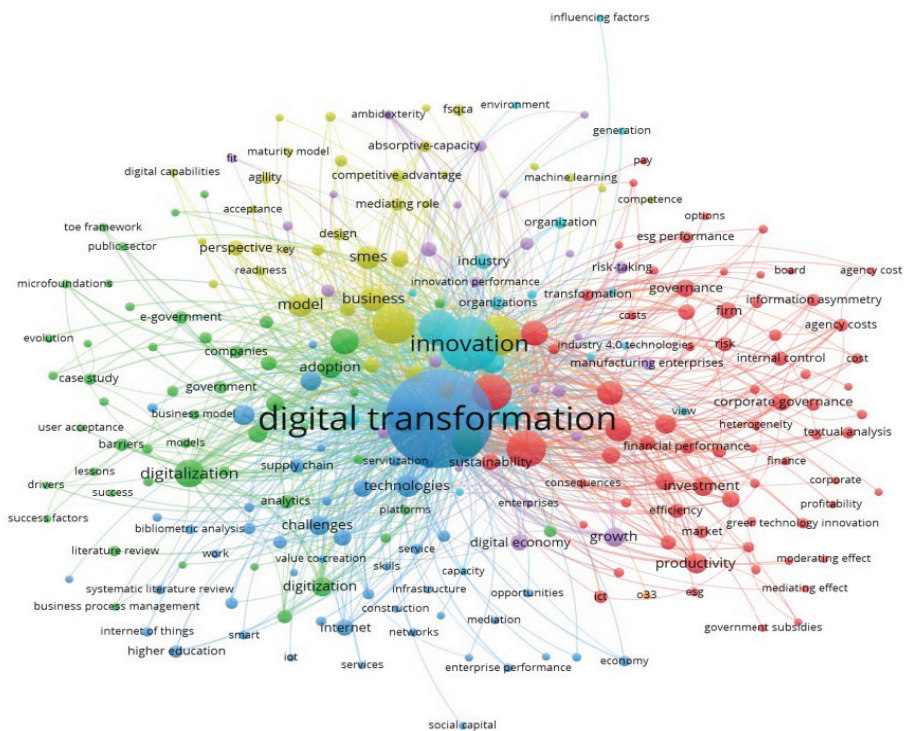 influencing factors
ambidexterity
fsqca
environment
absorptive-capacity
generation
fit
maturity model
pay
digital capabilities
agility
competitive advantage
machine learning
competence
acceptance
mediating role
options
toe framework
organization
design
esg performance
public-sector
perspective
key
smes
industry
risk-taking
board
agency cost
readiness
microfoundations
innovation performance
transformation
governance
model
business
organizations
information asymmetry
e-government
costs
firm
agency costs
evolution
innovation
industry 4.0 technologies
risk
companies
adoption
manufacturing enterprises
internal control
cost
case study
government
corporate governance
business model
digital transformation
view
heterogeneity
user acceptance
textual analysis
barriers
models
financial performance
supply chain
servitization
sustainability
finance
lessons
digitalization
technologies
consequences
corporate
drivers
success
investment
analytics
enterprises
profitability
success factors
platforms
efficiency
bibliometric analysis
challenges
green technology innovation
market
digital economy
growth
literature review
work
value co-creation
service
moderating effect
skills
productivity
capacity
systematic literature review
digitization
infrastructure
opportunities
mediating effect
business process management
construction
ict
o33
esg
internet of things
smart
internet
networks
mediation
government subsidies
higher education
iot
services
enterprise performance
economy
social capital